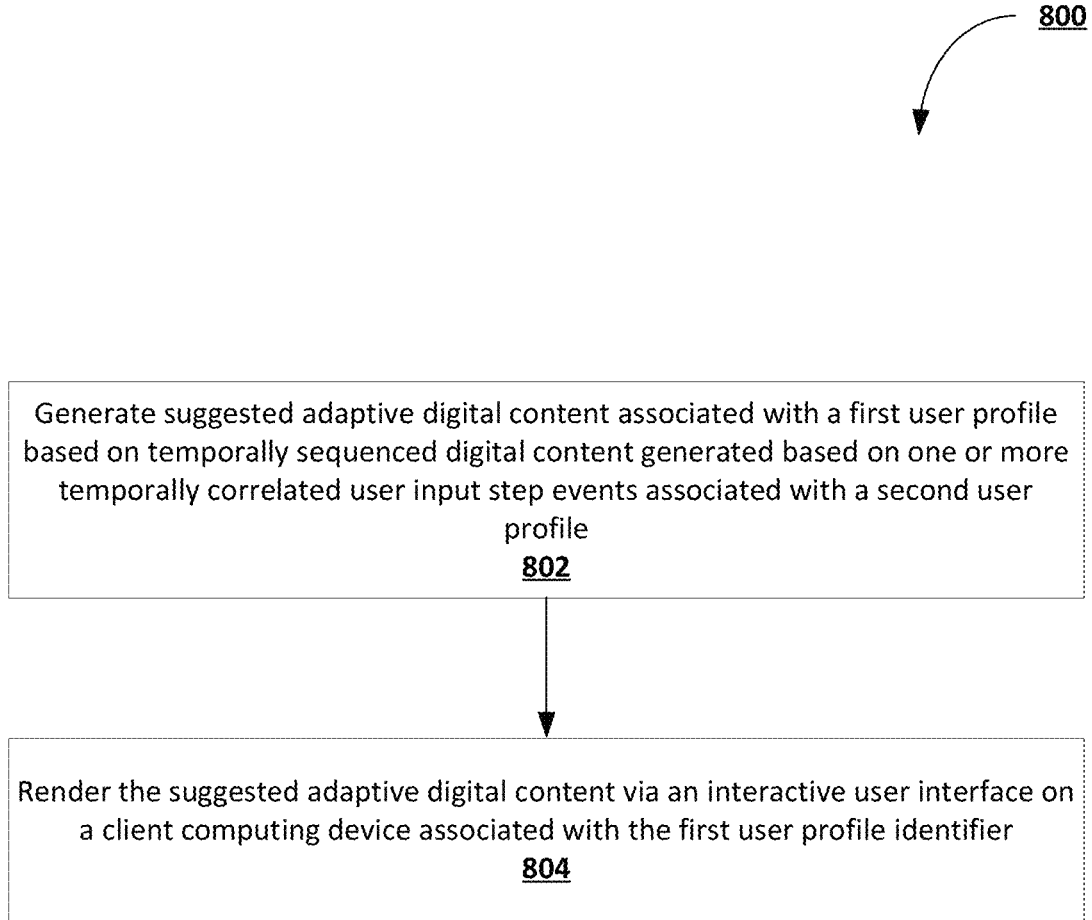 800
Generate suggested adaptive digital content associated with a first user profile
based on temporally sequenced digital content generated based on one or more
temporally correlated user input step events associated with a second user
profile
802
Render the suggested adaptive digital content via an interactive user interface on
a client computing device associated with the first user profile identifier
804